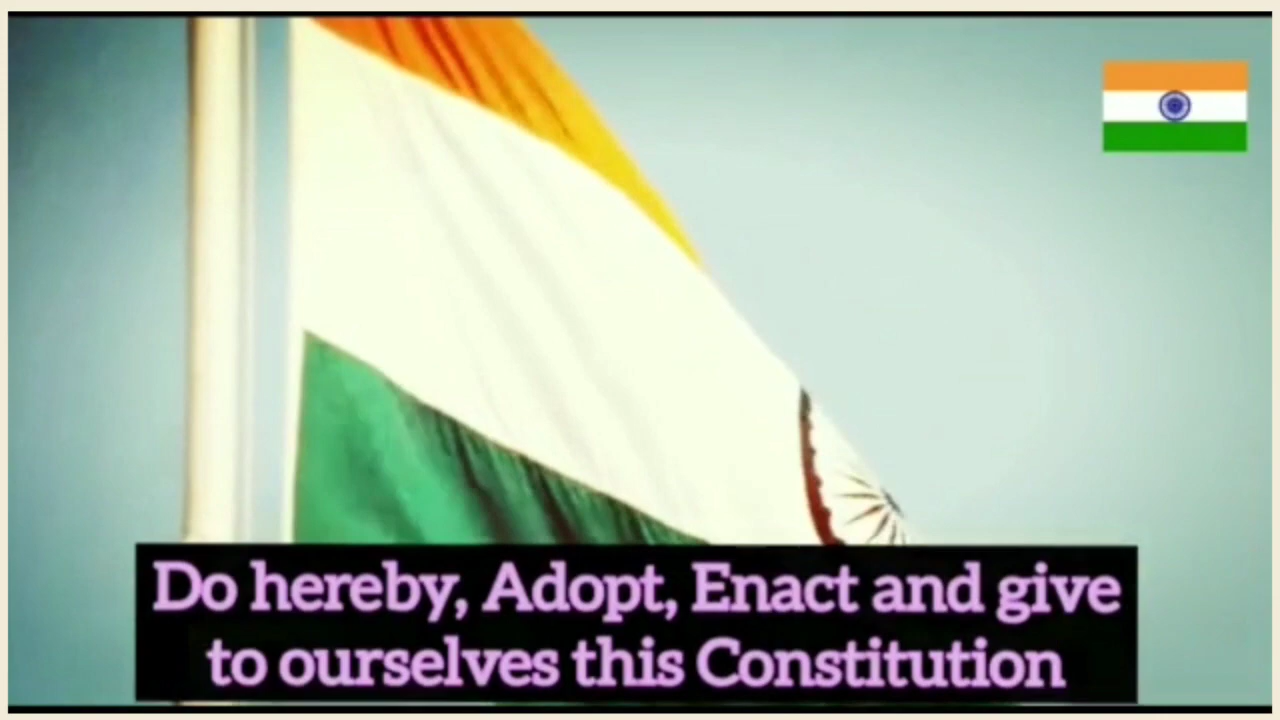 Do hereby, Adopt, Enact and give
to ourselves this Constitution